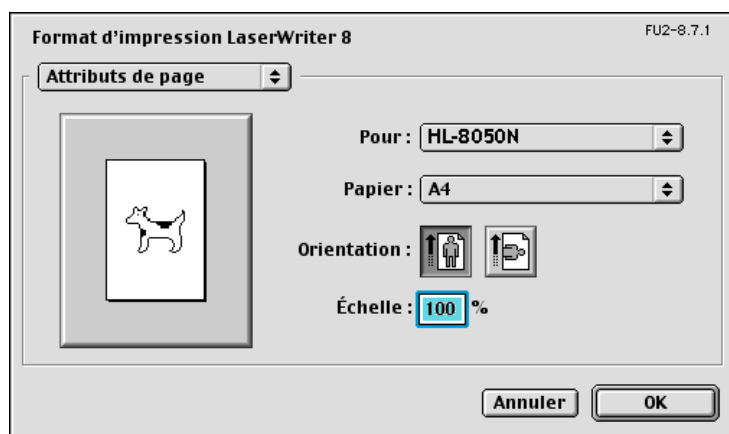 Format d'impression LaserWriter 8
FU2-8.7.1
Attributs de page
Pour : HL-8050N
Papier : A4
Orientation :
Échelle : 100 %
Annuler OK